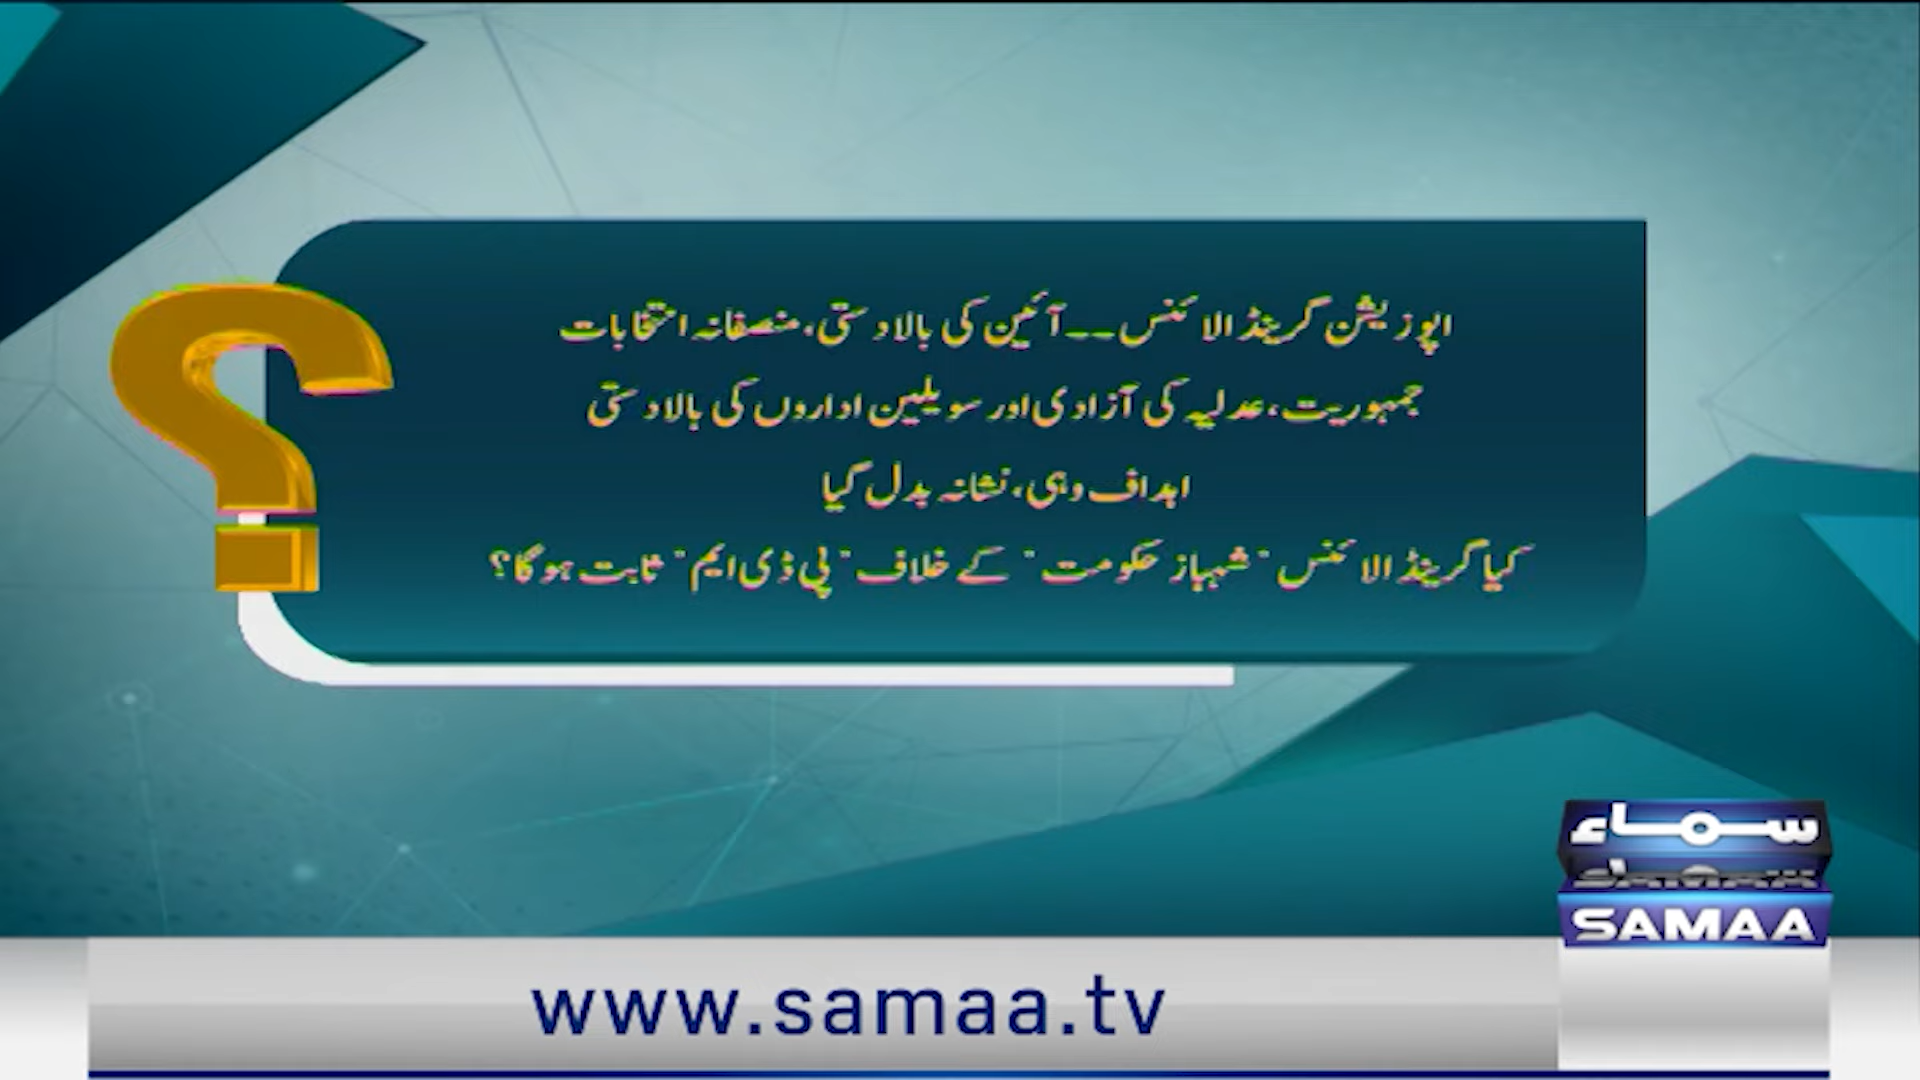 اپوزیشن گرینڈ الائنس۔۔آئین کی بالادستی، منصفانہ انتخابات
جمہوریت، عدلیہ کی آزادی اور سویلین اداروں کی بالادستی
اہداف وہی، نشانہ بدل گیا
کیا گرینڈ الائنس "شہباز حکومت" کے خلاف "پی ڈی ایم" ثابت ہو گا؟
سماء
SAMAA
www.samaa.tv